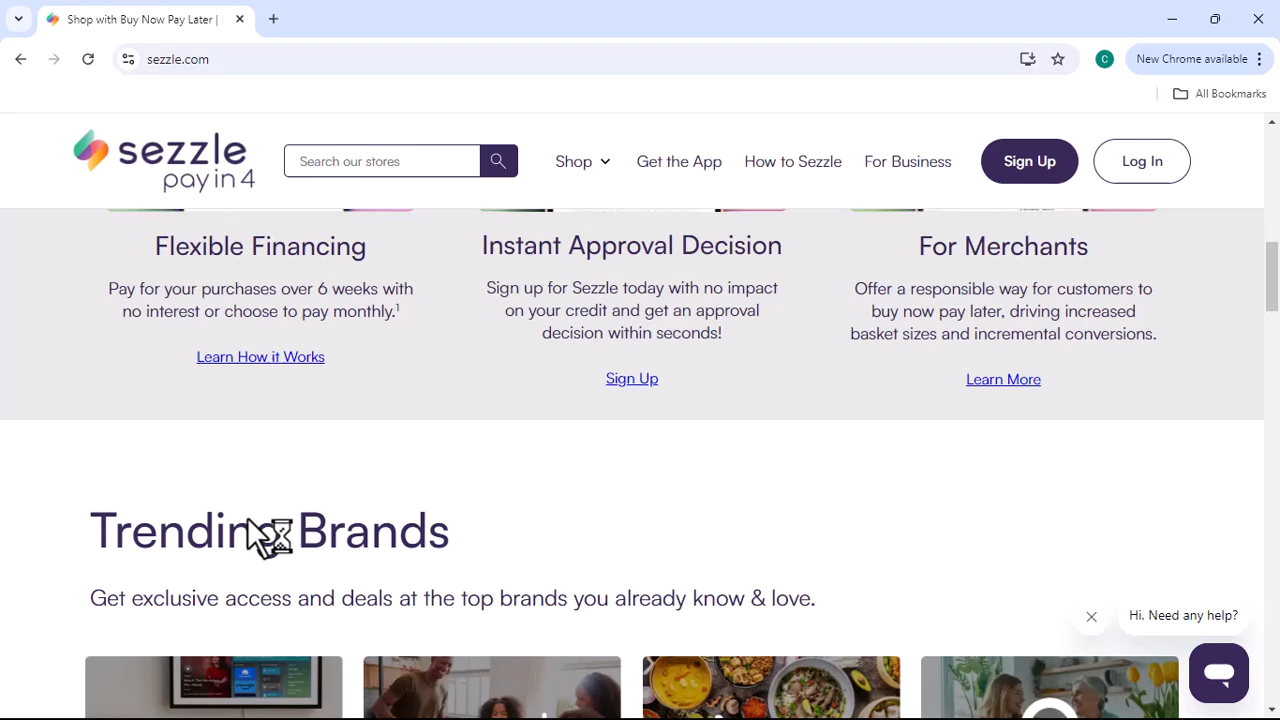 Shop with Buy Now Pay Later |
sezzle.com
New Chrome available
All Bookmarks
sezzle
pay in 4
Search our stores
Shop
Get the App
How to Sezzle
For Business
Sign Up
Log In
Flexible Financing
Pay for your purchases over 6 weeks with
no interest or choose to pay monthly.¹
Learn How it Works
Instant Approval Decision
Sign up for Sezzle today with no impact
on your credit and get an approval
decision within seconds!
Sign Up
For Merchants
Offer a responsible way for customers to
buy now pay later, driving increased
basket sizes and incremental conversions.
Learn More
Trending Brands
Get exclusive access and deals at the top brands you already know & love.
Hi. Need any help?
C